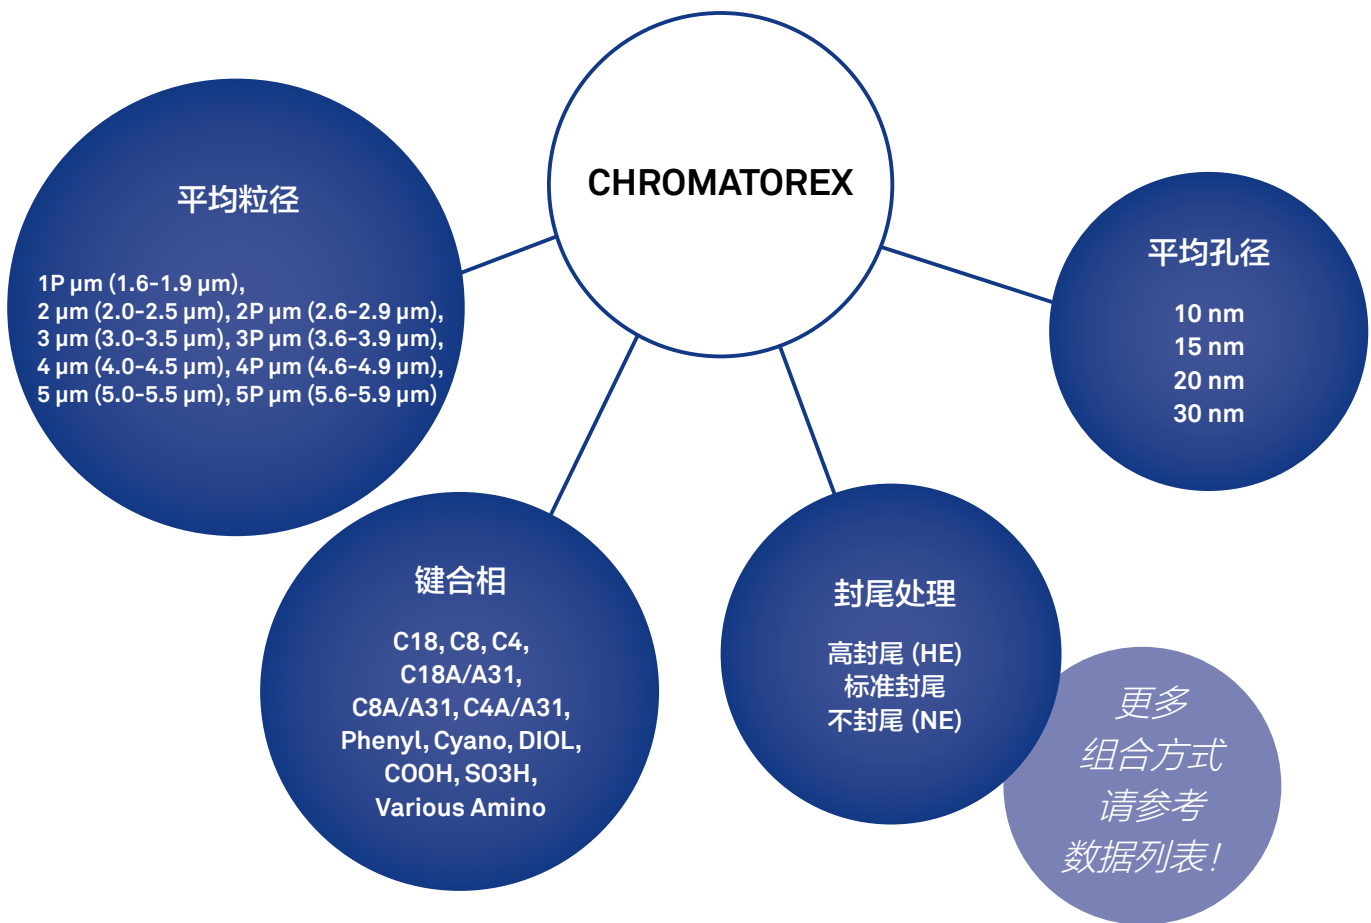 CHROMATOREX
平均粒径
1P µm (1.6-1.9 µm),
2 µm (2.0-2.5 µm), 2P µm (2.6-2.9 µm),
3 µm (3.0-3.5 µm), 3P µm (3.6-3.9 µm),
4 µm (4.0-4.5 µm), 4P µm (4.6-4.9 µm),
5 µm (5.0-5.5 µm), 5P µm (5.6-5.9 µm)
平均孔径
10 nm
15 nm
20 nm
30 nm
键合相
C18, C8, C4,
C18A/A31,
C8A/A31, C4A/A31,
Phenyl, Cyano, DIOL,
COOH, SO3H,
Various Amino
封尾处理
高封尾 (HE)
标准封尾
不封尾 (NE)
更多
组合方式
请参考
数据列表!